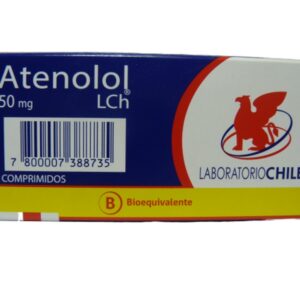 Atenolol®
50 mg LCh
7 800007 388735
COMPRIMIDOS
B Bioequivalente
LABORATORIOCHILE